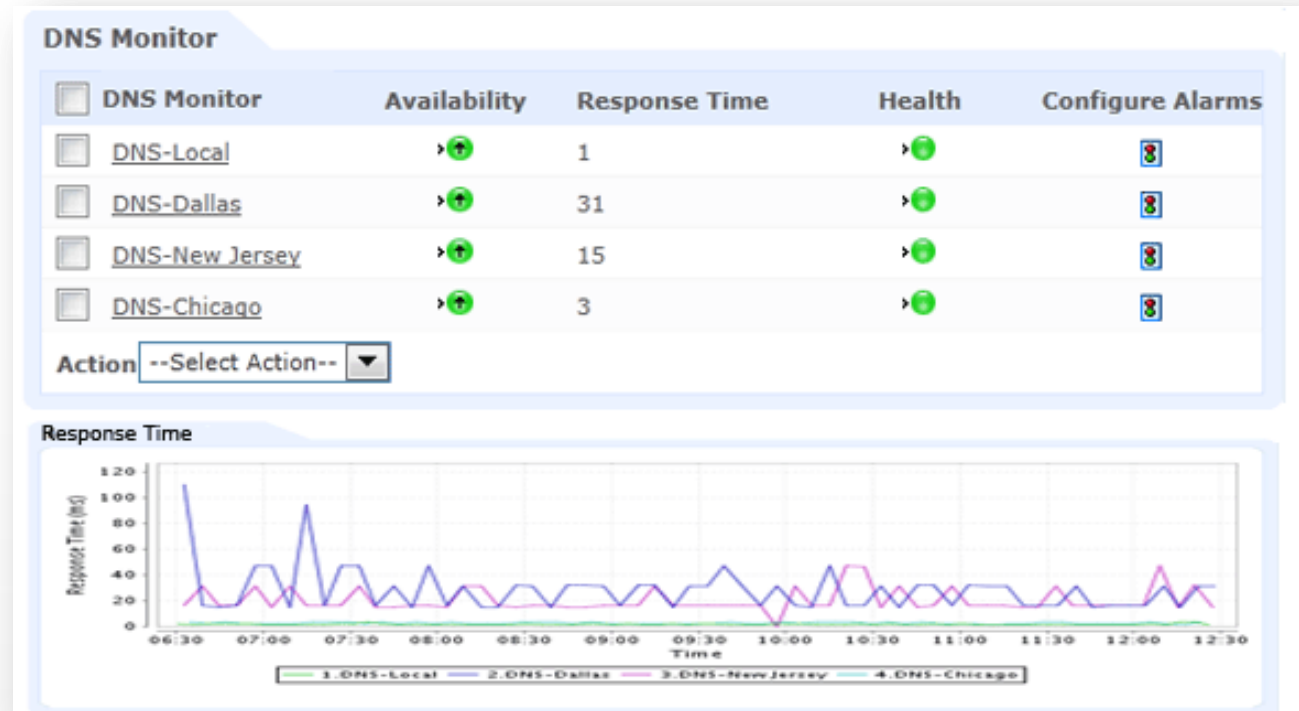 DNS Monitor
DNS Monitor Availability Response Time Health Configure Alarms
DNS-Local 1
DNS-Dallas 31
DNS-New Jersey 15
DNS-Chicago 3
Action --Select Action--
Response Time
Response Time (ms)
120
100
80
60
40
20
0
06:30 07:00 07:30 08:00 08:30 09:00 09:30 10:00 10:30 11:00 11:30 12:00 12:30
Time
1.DNS-Local 2.DNS-Dallas 3.DNS-NewJersey 4.DNS-Chicago